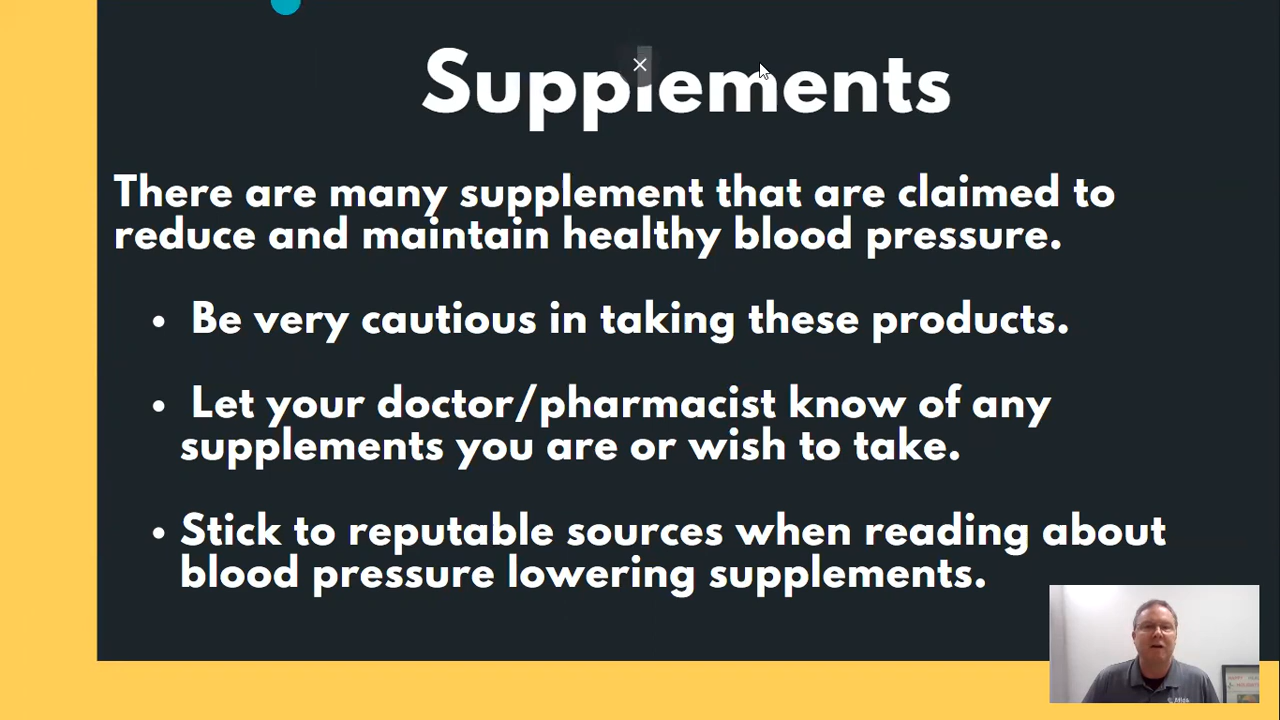 Supplements
There are many supplement that are claimed to
reduce and maintain healthy blood pressure.
• Be very cautious in taking these products.
• Let your doctor/pharmacist know of any
supplements you are or wish to take.
• Stick to reputable sources when reading about
blood pressure lowering supplements.